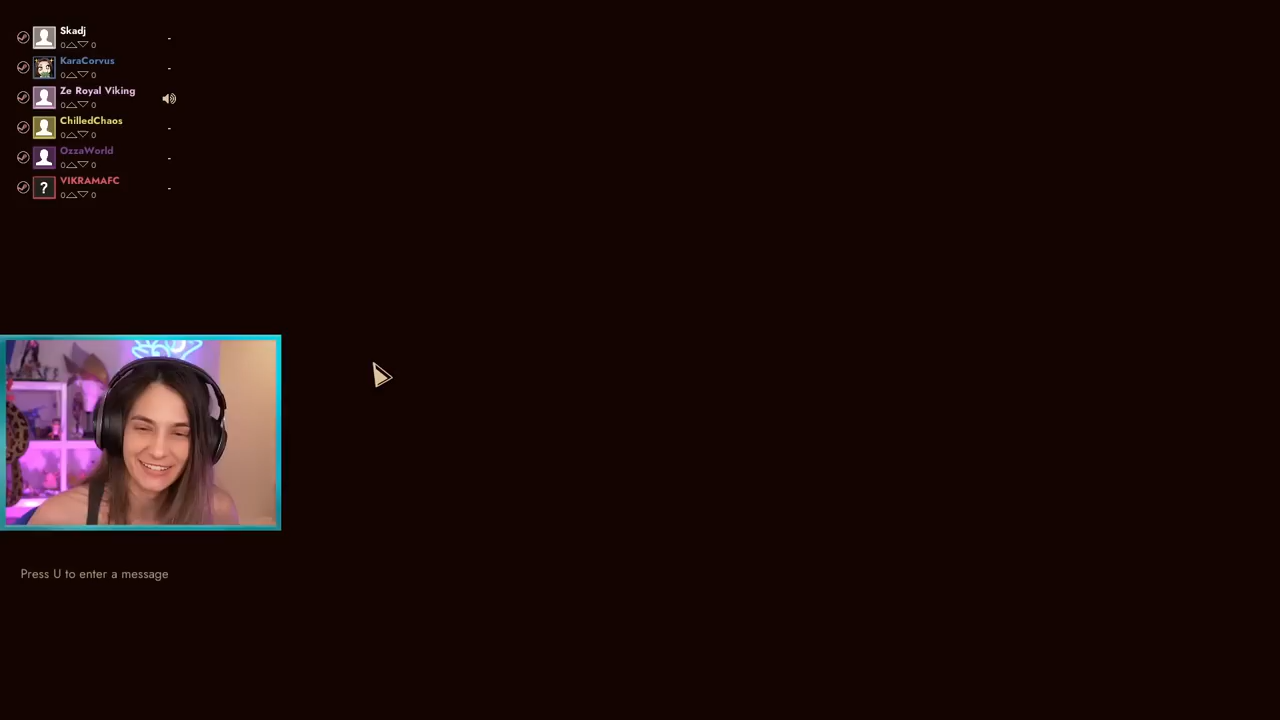 Skadj
0 0
-
KaraCorvus
0 0
-
Ze Royal Viking
0 0
ChilledChaos
0 0
-
OzzaWorld
0 0
-
VIKRAMAFC
? 0 0
-
Press U to enter a message